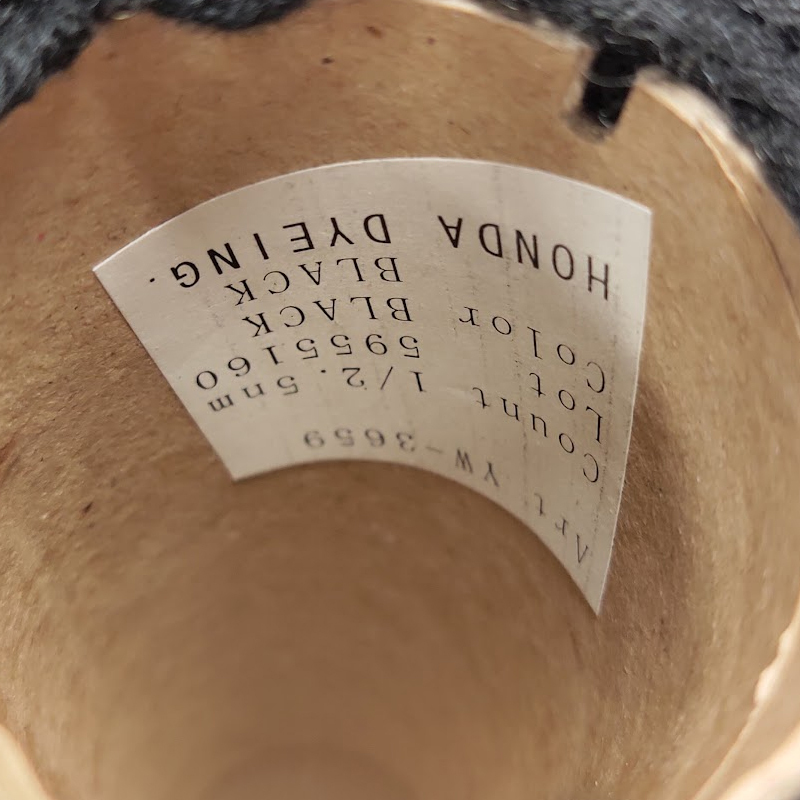 Art YW-3659
Count 1/2.5nm
Lot 5955160
Color BLACK
BLACK
HONDA DYEING.